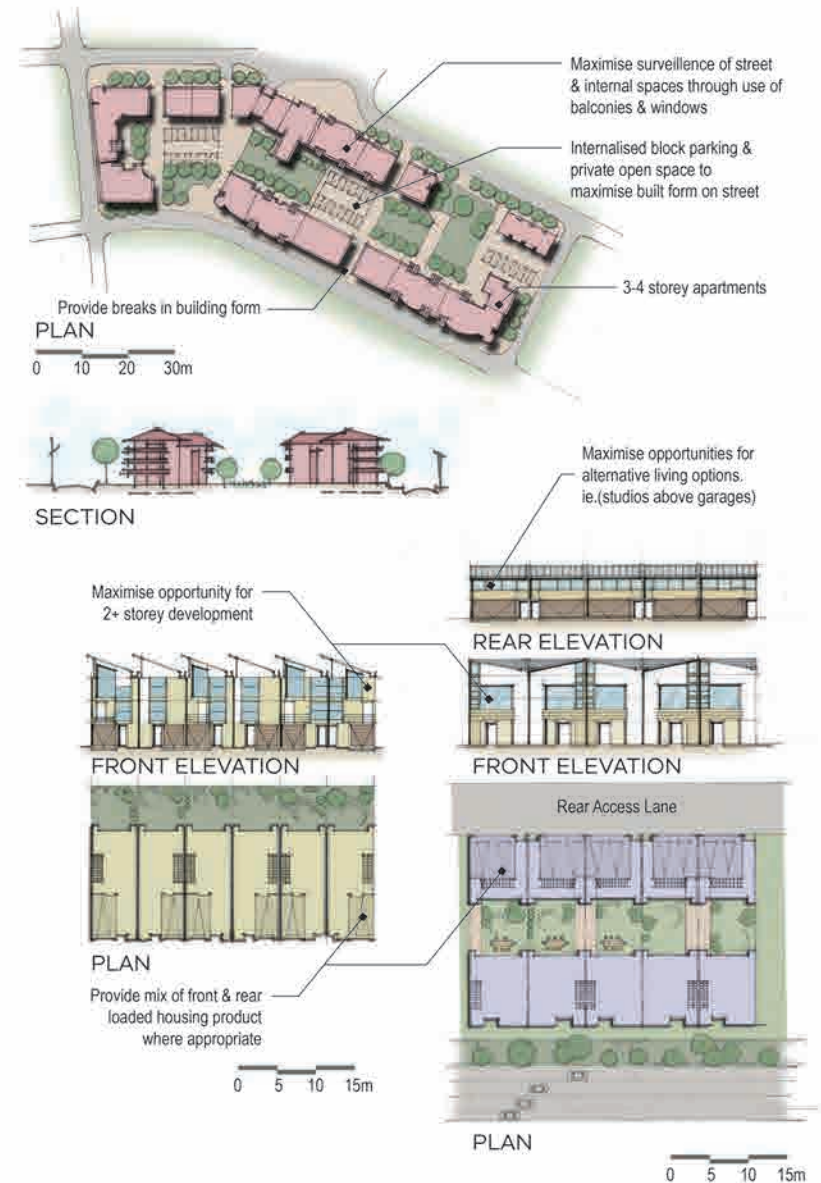 Maximise surveillence of street
& internal spaces through use of
balconies & windows
Internalised block parking &
private open space to
maximise built form on street
3-4 storey apartments
Provide breaks in building form
PLAN
0 10 20 30m
SECTION
Maximise opportunities for
alternative living options.
ie.(studios above garages)
Maximise opportunity for
2+ storey development
REAR ELEVATION
FRONT ELEVATION
FRONT ELEVATION
Rear Access Lane
PLAN
Provide mix of front & rear
loaded housing product
where appropriate
0 5 10 15m
PLAN
0 5 10 15m